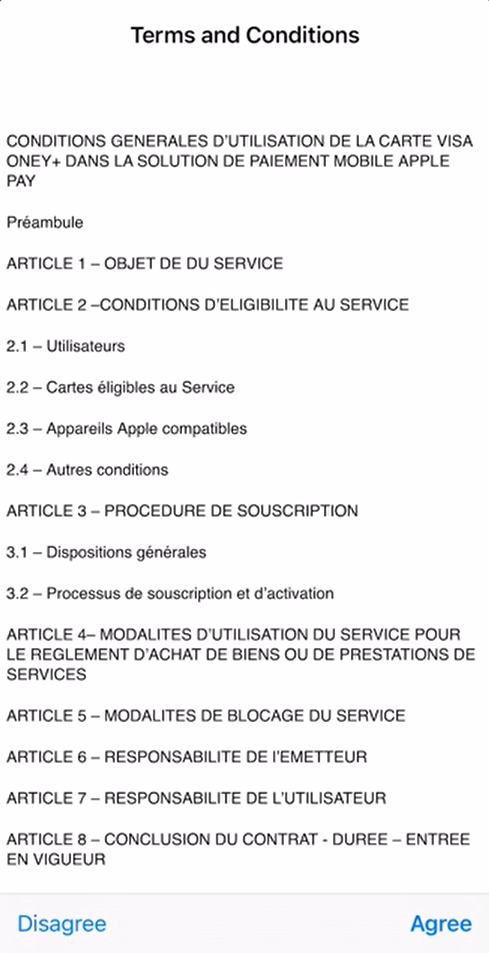 Terms and Conditions
CONDITIONS GENERALES D'UTILISATION DE LA CARTE VISA
ONEY+ DANS LA SOLUTION DE PAIEMENT MOBILE APPLE
PAY
Préambule
ARTICLE 1 – OBJET DE DU SERVICE
ARTICLE 2 –CONDITIONS D'ELIGIBILITE AU SERVICE
2.1 – Utilisateurs
2.2 – Cartes éligibles au Service
2.3 – Appareils Apple compatibles
2.4 – Autres conditions
ARTICLE 3 – PROCEDURE DE SOUSCRIPTION
3.1 – Dispositions générales
3.2 – Processus de souscription et d'activation
ARTICLE 4– MODALITES D'UTILISATION DU SERVICE POUR
LE REGLEMENT D'ACHAT DE BIENS OU DE PRESTATIONS DE
SERVICES
ARTICLE 5 – MODALITES DE BLOCAGE DU SERVICE
ARTICLE 6 – RESPONSABILITE DE l'EMETTEUR
ARTICLE 7 – RESPONSABILITE DE L'UTILISATEUR
ARTICLE 8 – CONCLUSION DU CONTRAT - DUREE – ENTREE
EN VIGUEUR
Disagree
Agree